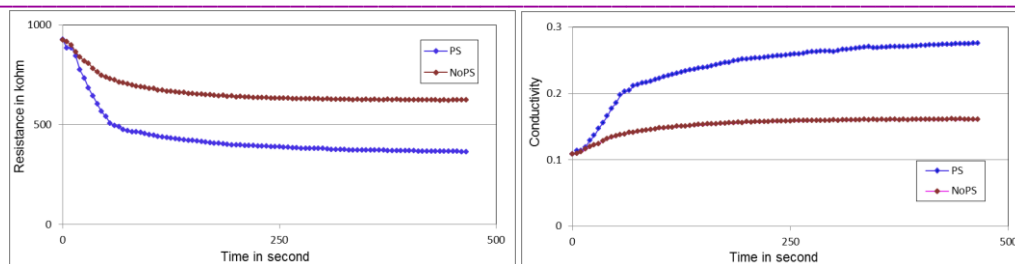 1000
500
0
0
250
500
Resistance in kohm
Time in second
PS
NoPS
0.3
0.2
0.1
0
0
250
500
Conductivity
Time in second
PS
NoPS